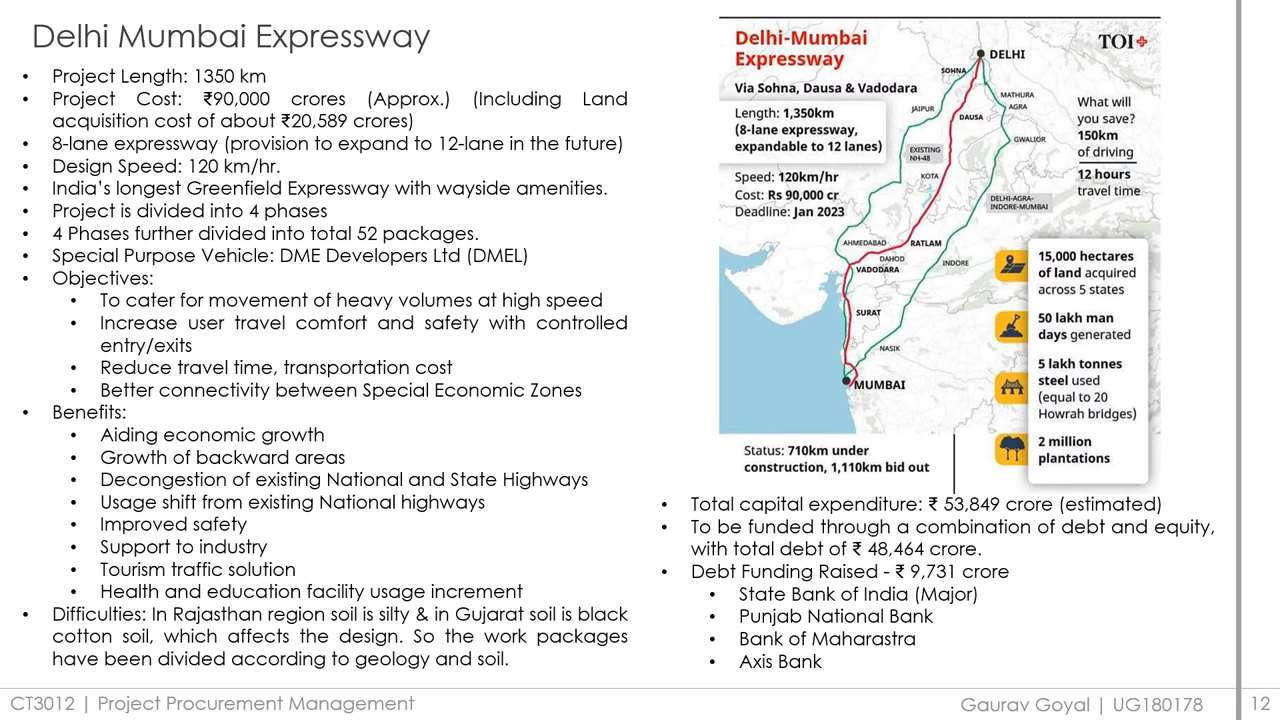 Delhi Mumbai Expressway
• Project Length: 1350 km
• Project Cost: ₹90,000 crores (Approx.) (Including Land
acquisition cost of about ₹20,589 crores)
• 8-lane expressway (provision to expand to 12-lane in the future)
• Design Speed: 120 km/hr.
• India's longest Greenfield Expressway with wayside amenities.
• Project is divided into 4 phases
• 4 Phases further divided into total 52 packages.
• Special Purpose Vehicle: DME Developers Ltd (DMEL)
• Objectives:
• To cater for movement of heavy volumes at high speed
• Increase user travel comfort and safety with controlled
entry/exits
• Reduce travel time, transportation cost
• Better connectivity between Special Economic Zones
• Benefits:
• Aiding economic growth
• Growth of backward areas
• Decongestion of existing National and State Highways
• Usage shift from existing National highways
• Improved safety
• Support to industry
• Tourism traffic solution
• Health and education facility usage increment
• Difficulties: In Rajasthan region soil is silty & in Gujarat soil is black
cotton soil, which affects the design. So the work packages
have been divided according to geology and soil.
Delhi-Mumbai
Expressway
TOI+
Via Sohna, Dausa & Vadodara
Length: 1,350km
(8-lane expressway,
expandable to 12 lanes)
Speed: 120km/hr
Cost: Rs 90,000 cr
Deadline: Jan 2023
DELHI
SOHNA
MATHURA
AGRA
JAIPUR
DAUSA
GWALIOR
EXISTING
NH-48
KOTA
DELHI-AGRA-
INDORE-MUMBAI
AHMEDABAD
RATLAM
DAHOD
INDORE
VADODARA
SURAT
NASIK
MUMBAI
What will
you save?
150km
of driving
12 hours
travel time
15,000 hectares
of land acquired
across 5 states
50 lakh man
days generated
5 lakh tonnes
steel used
(equal to 20
Howrah bridges)
2 million
plantations
Status: 710km under
construction, 1,110km bid out
• Total capital expenditure: ₹ 53,849 crore (estimated)
• To be funded through a combination of debt and equity,
with total debt of ₹ 48,464 crore.
• Debt Funding Raised - ₹ 9,731 crore
• State Bank of India (Major)
• Punjab National Bank
• Bank of Maharastra
• Axis Bank
CT3012 | Project Procurement Management
Gaurav Goyal | UG180178
12